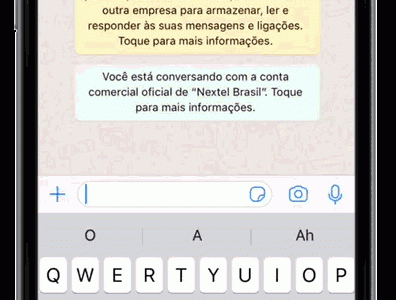 outra empresa para armazenar, ler e
responder às suas mensagens e ligações.
Toque para mais informações.
Você está conversando com a conta
comercial oficial de “Nextel Brasil”. Toque
para mais informações.
O A Ah
Q W E R T Y U I O P